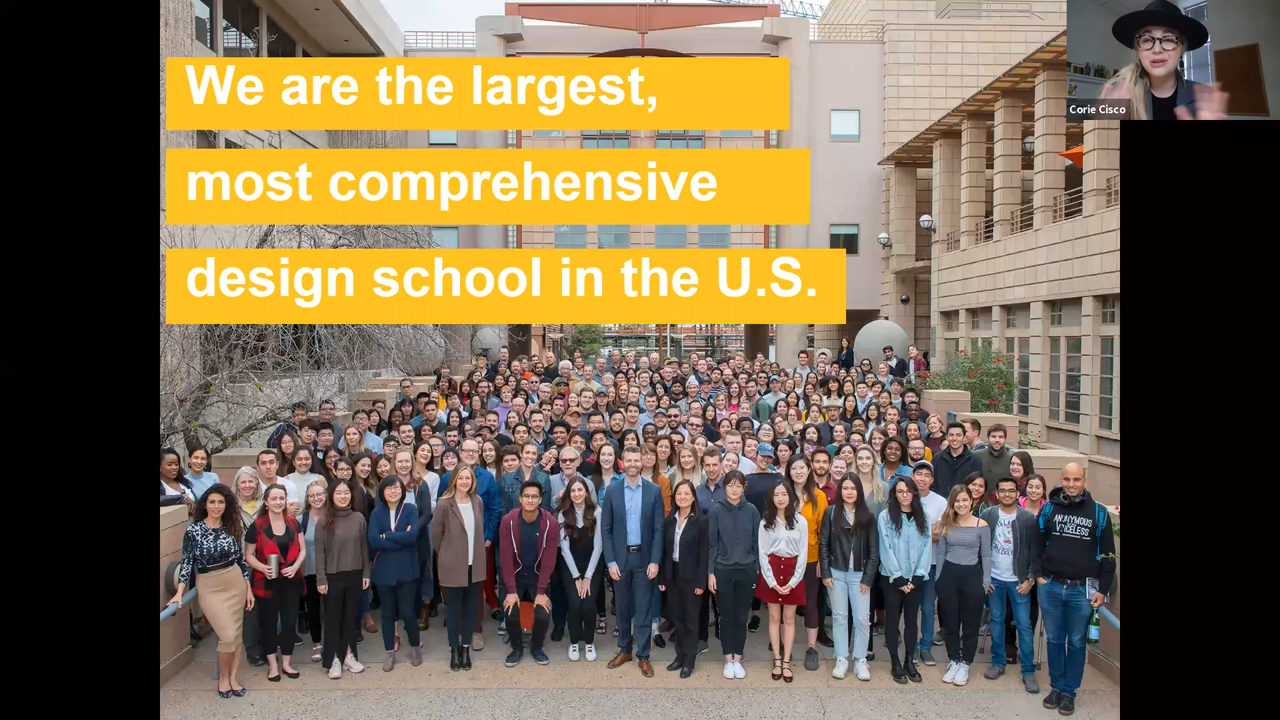 We are the largest,
most comprehensive
design school in the U.S.
Corie Cisco
ANONYMOUS
VOICELESS